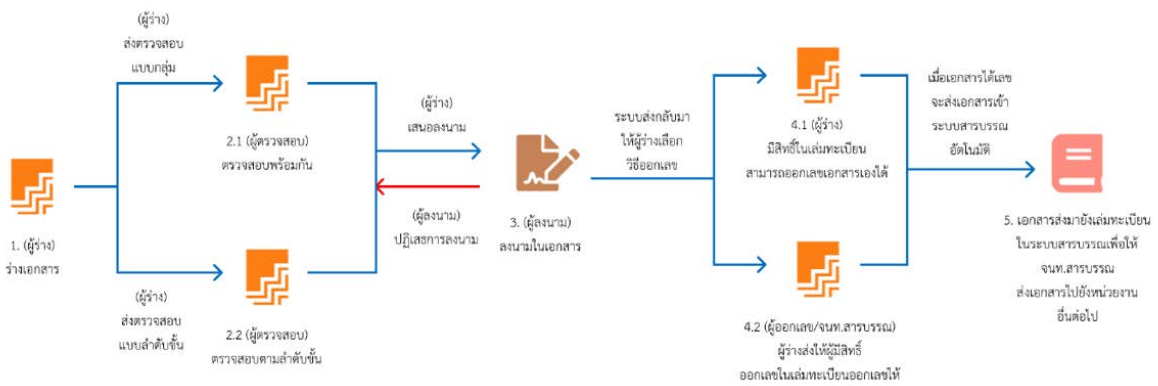 (ผู้ร่าง)
ส่งตรวจสอบ
แบบกลุ่ม
2.1 (ผู้ตรวจสอบ)
ตรวจสอบพร้อมกัน
(ผู้ร่าง)
เสนอลงนาม
1. (ผู้ร่าง)
ร่างเอกสาร
(ผู้ร่าง)
ส่งตรวจสอบ
แบบลำดับขั้น
2.2 (ผู้ตรวจสอบ)
ตรวจสอบตามลำดับขั้น
(ผู้ลงนาม)
ปฏิเสธการลงนาม
3. (ผู้ลงนาม)
ลงนามในเอกสาร
ระบบส่งกลับมา
ให้ผู้ร่างเลือก
วิธีออกเลข
4.1 (ผู้ร่าง)
มีสิทธิ์ในเล่มทะเบียน
สามารถออกเลขเอกสารเองได้
4.2 (ผู้ออกเลข/จนท.สารบรรณ)
ผู้ร่างส่งให้ผู้มีสิทธิ์
ออกเลขในเล่มทะเบียนออกเลขให้
เมื่อเอกสารได้เลข
จะส่งเอกสารเข้า
ระบบสารบรรณ
อัตโนมัติ
5. เอกสารส่งมายังเล่มทะเบียน
ในระบบสารบรรณเพื่อให้
จนท.สารบรรณ
ส่งเอกสารไปยังหน่วยงาน
อื่นต่อไป